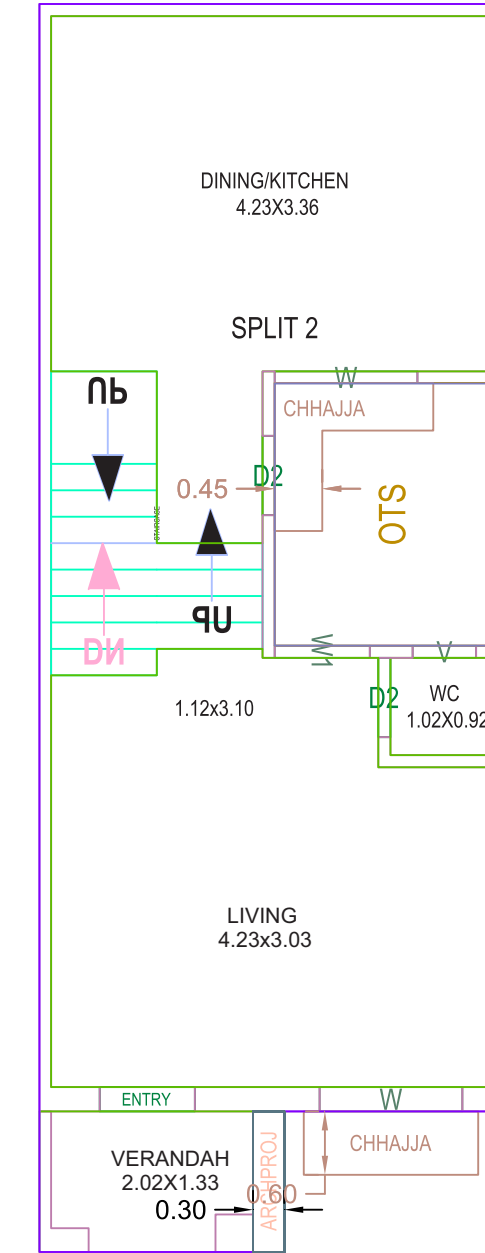 DINING/KITCHEN
4.23X3.36
SPLIT 2
W
UP
CHHAJJA
D2
0.45
OTS
STAIRCASE
UP
DN
W1
V
D2
WC
1.02X0.92
1.12x3.10
LIVING
4.23x3.03
ENTRY
W
VERANDAH
2.02X1.33
ARCHPROJ
CHHAJJA
0.60
0.30